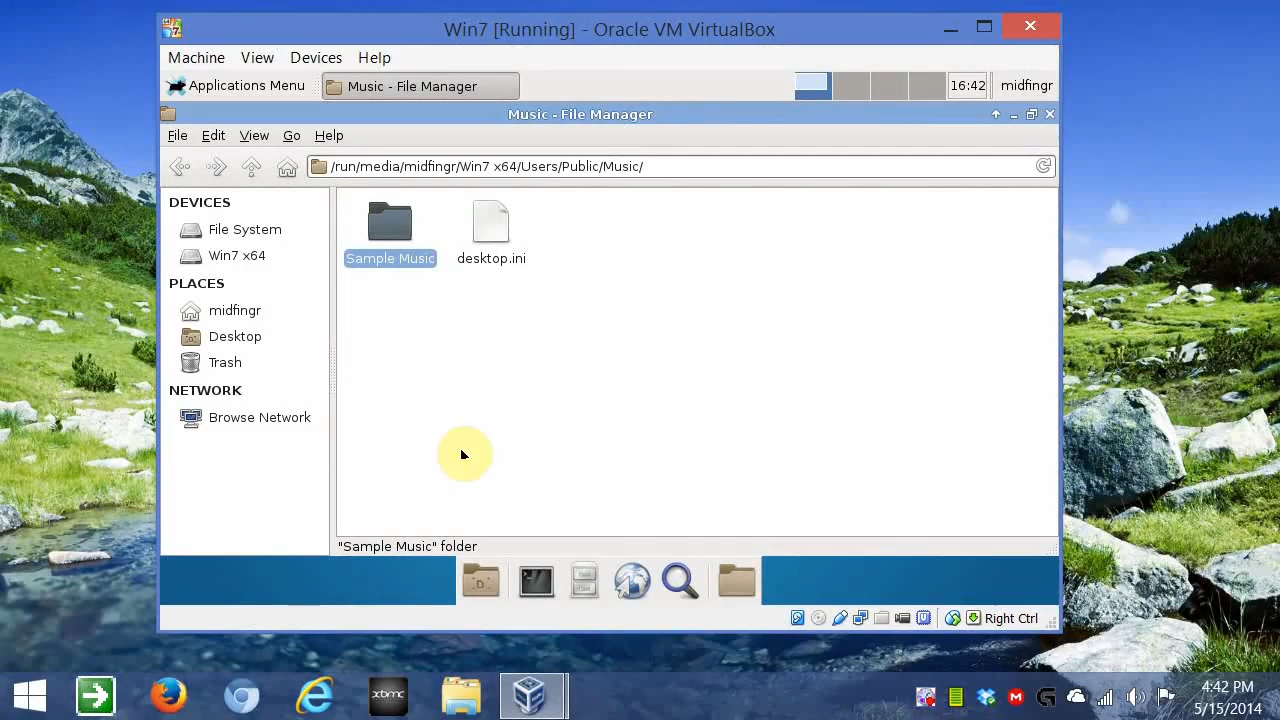 Win7 [Running] - Oracle VM VirtualBox
Machine View Devices Help
Applications Menu Music - File Manager 16:42 midfingr
Music - File Manager
File Edit View Go Help
/run/media/midfingr/Win7 x64/Users/Public/Music/
DEVICES
File System
Win7 x64
PLACES
midfingr
Desktop
Trash
NETWORK
Browse Network
Sample Music desktop.ini
"Sample Music" folder
Right Ctrl
xbmc
4:42 PM
5/15/2014